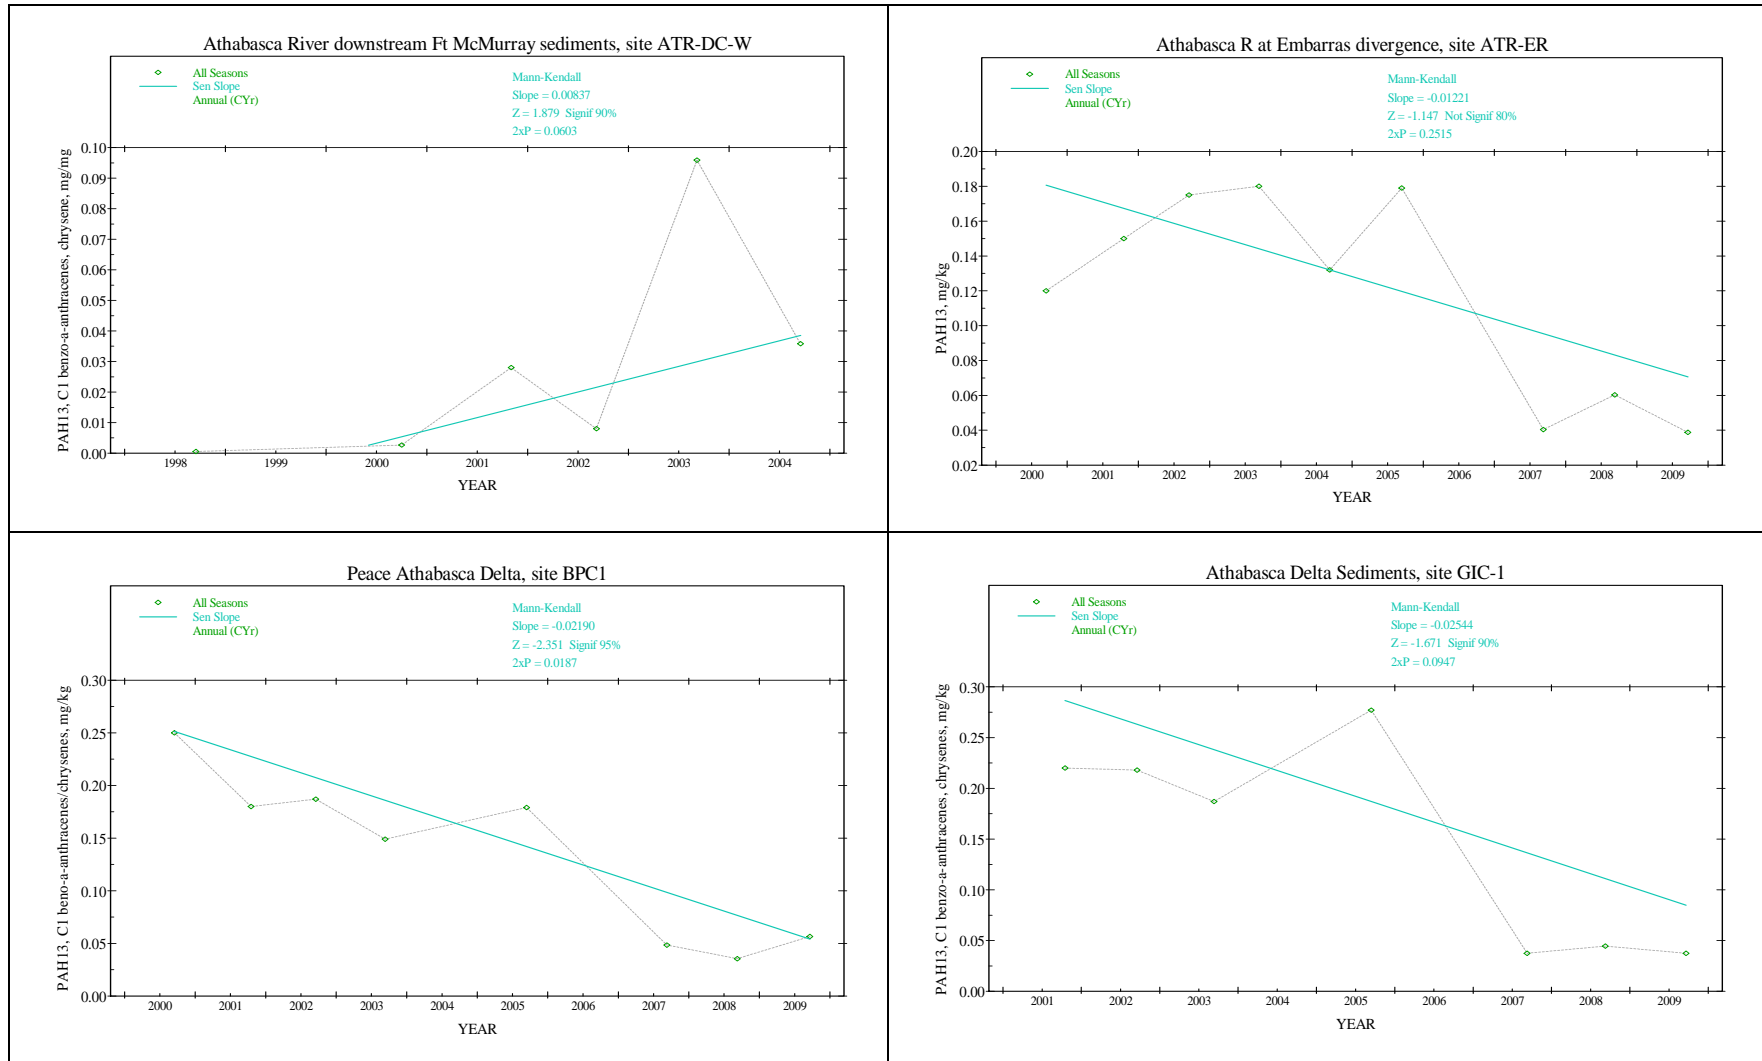 Athabasca River downstream Ft McMurray sediments, site ATR-DC-W
All Seasons
Sen Slope
Annual (CYr)
Mann-Kendall
Slope = 0.00837
Z = 1.879 Signif 90%
2xP = 0.0603
PAH13, C1 benzo-a-anthracenes, chrysene, mg/mg
0.10
0.09
0.08
0.07
0.06
0.05
0.04
0.03
0.02
0.01
0.00
1998 1999 2000 2001 2002 2003 2004
YEAR
Athabasca R at Embarras divergence, site ATR-ER
All Seasons
Sen Slope
Annual (CYr)
Mann-Kendall
Slope = -0.01221
Z = -1.147 Not Signif 80%
2xP = 0.2515
PAH13, mg/kg
0.20
0.18
0.16
0.14
0.12
0.10
0.08
0.06
0.04
0.02
2000 2001 2002 2003 2004 2005 2007 2008 2009
YEAR
Peace Athabasca Delta, site BPC1
All Seasons
Sen Slope
Annual (CYr)
Mann-Kendall
Slope = -0.02190
Z = -2.351 Signif 95%
2xP = 0.0187
PAH13, C1 beno-a-anthracenes/chrysenes, mg/kg
0.30
0.25
0.20
0.15
0.10
0.05
0.00
2000 2001 2002 2003 2004 2005 2007 2008 2009
YEAR
Athabasca Delta Sediments, site GIC-1
All Seasons
Sen Slope
Annual (CYr)
Mann-Kendall
Slope = -0.02544
Z = -1.671 Signif 90%
2xP = 0.0947
PAH13, C1 benzo-a-anthracenes, chrysenes, mg/kg
0.30
0.25
0.20
0.15
0.10
0.05
0.00
2001 2002 2003 2004 2005 2006 2007 2008 2009
YEAR